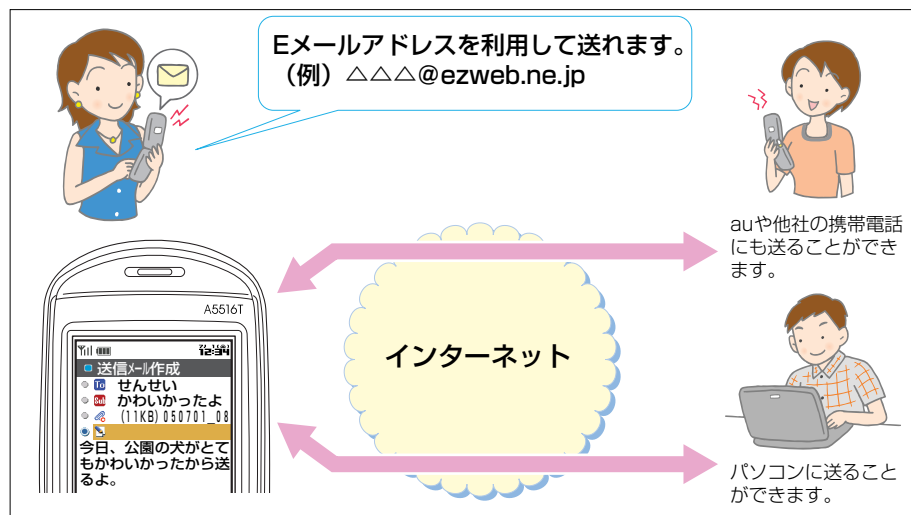 Eメールアドレスを利用して送れます。
（例）△△△@ezweb.ne.jp
auや他社の携帯電話
にも送ることができ
ます。
A5516T
7/ 1(金)
12:34
送信メール作成
To せんせい
Sub かわいかったよ
(11KB)050701_08
今日、公園の犬がとて
もかわいかったから送
るよ。
インターネット
パソコンに送ること
ができます。